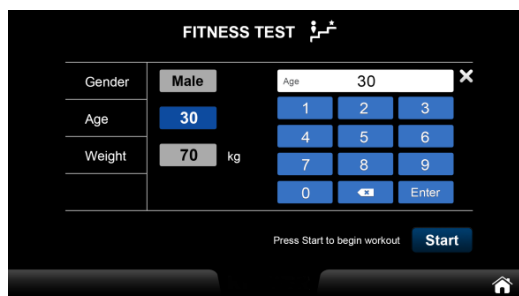 FITNESS TEST
Gender Male
Age 30
Weight 70 kg
Age 30
1 2 3
4 5 6
7 8 9
0 Enter
Press Start to begin workout Start